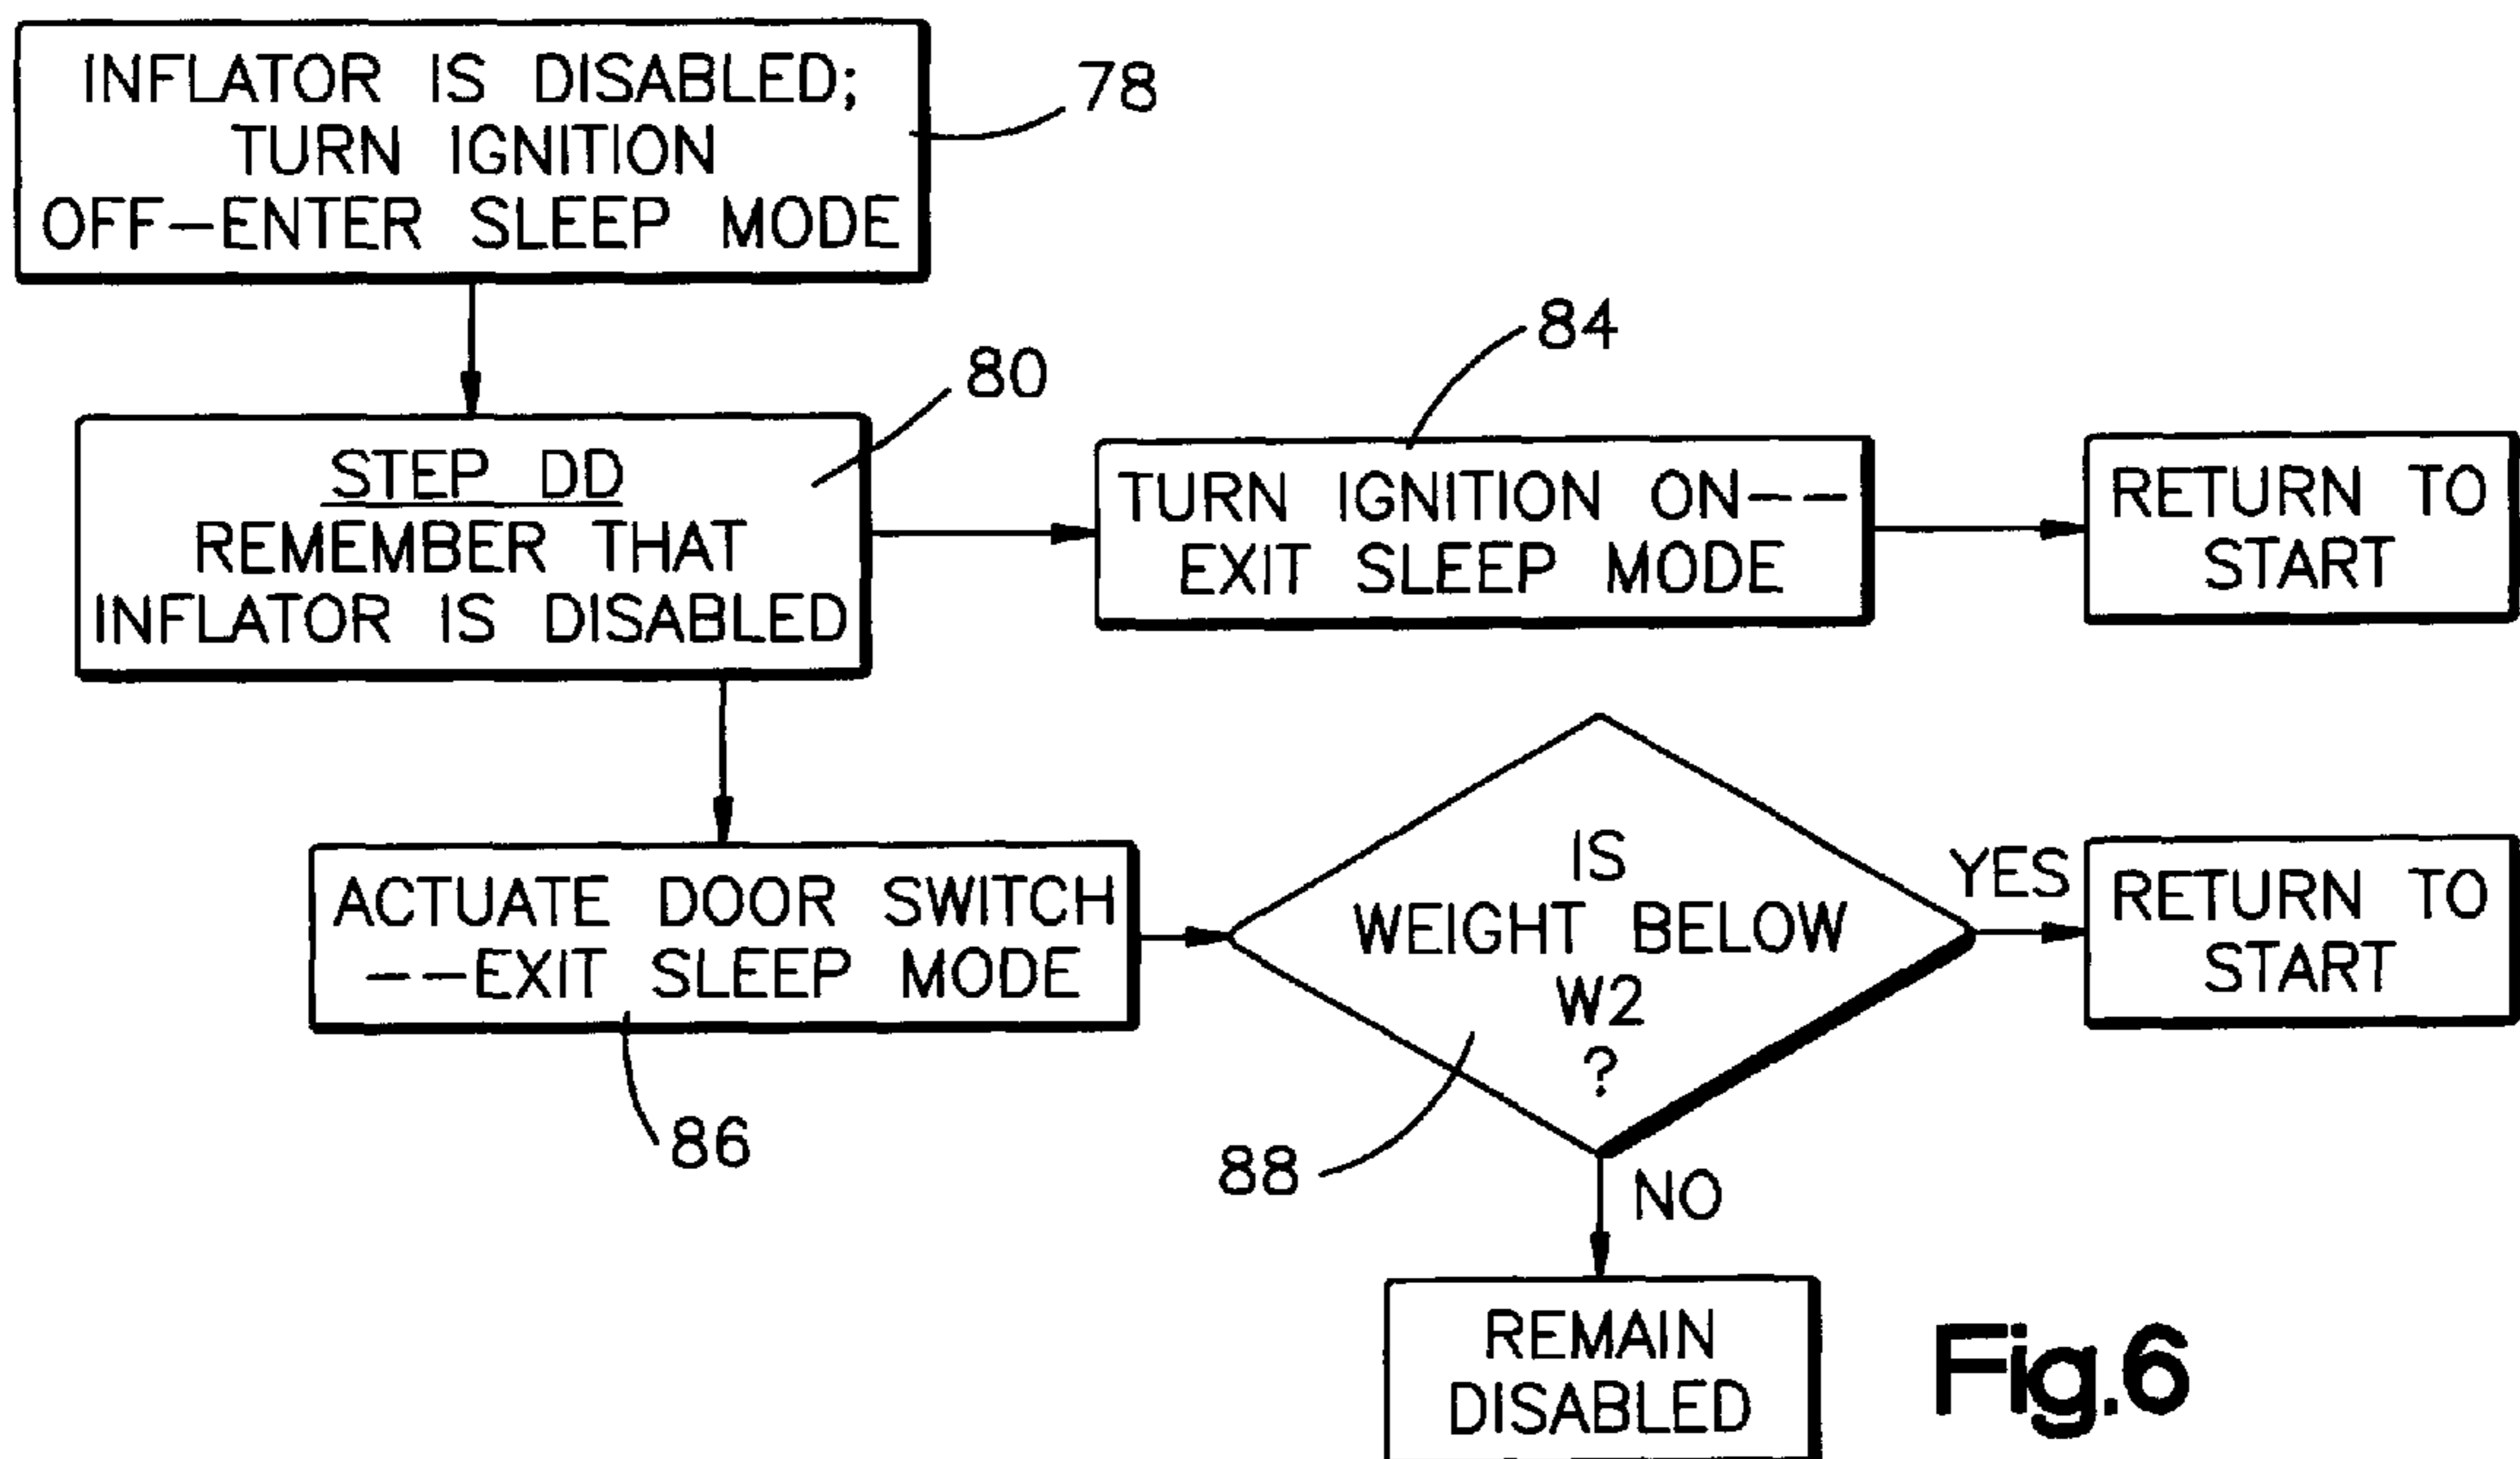 INFLATOR IS DISABLED;
TURN IGNITION
OFF—ENTER SLEEP MODE
78
STEP DD
REMEMBER THAT
INFLATOR IS DISABLED
80
TURN IGNITION ON--
EXIT SLEEP MODE
84
RETURN TO
START
ACTUATE DOOR SWITCH
--EXIT SLEEP MODE
86
IS
WEIGHT BELOW
W2
?
88
YES
RETURN TO
START
NO
REMAIN
DISABLED
Fig.6